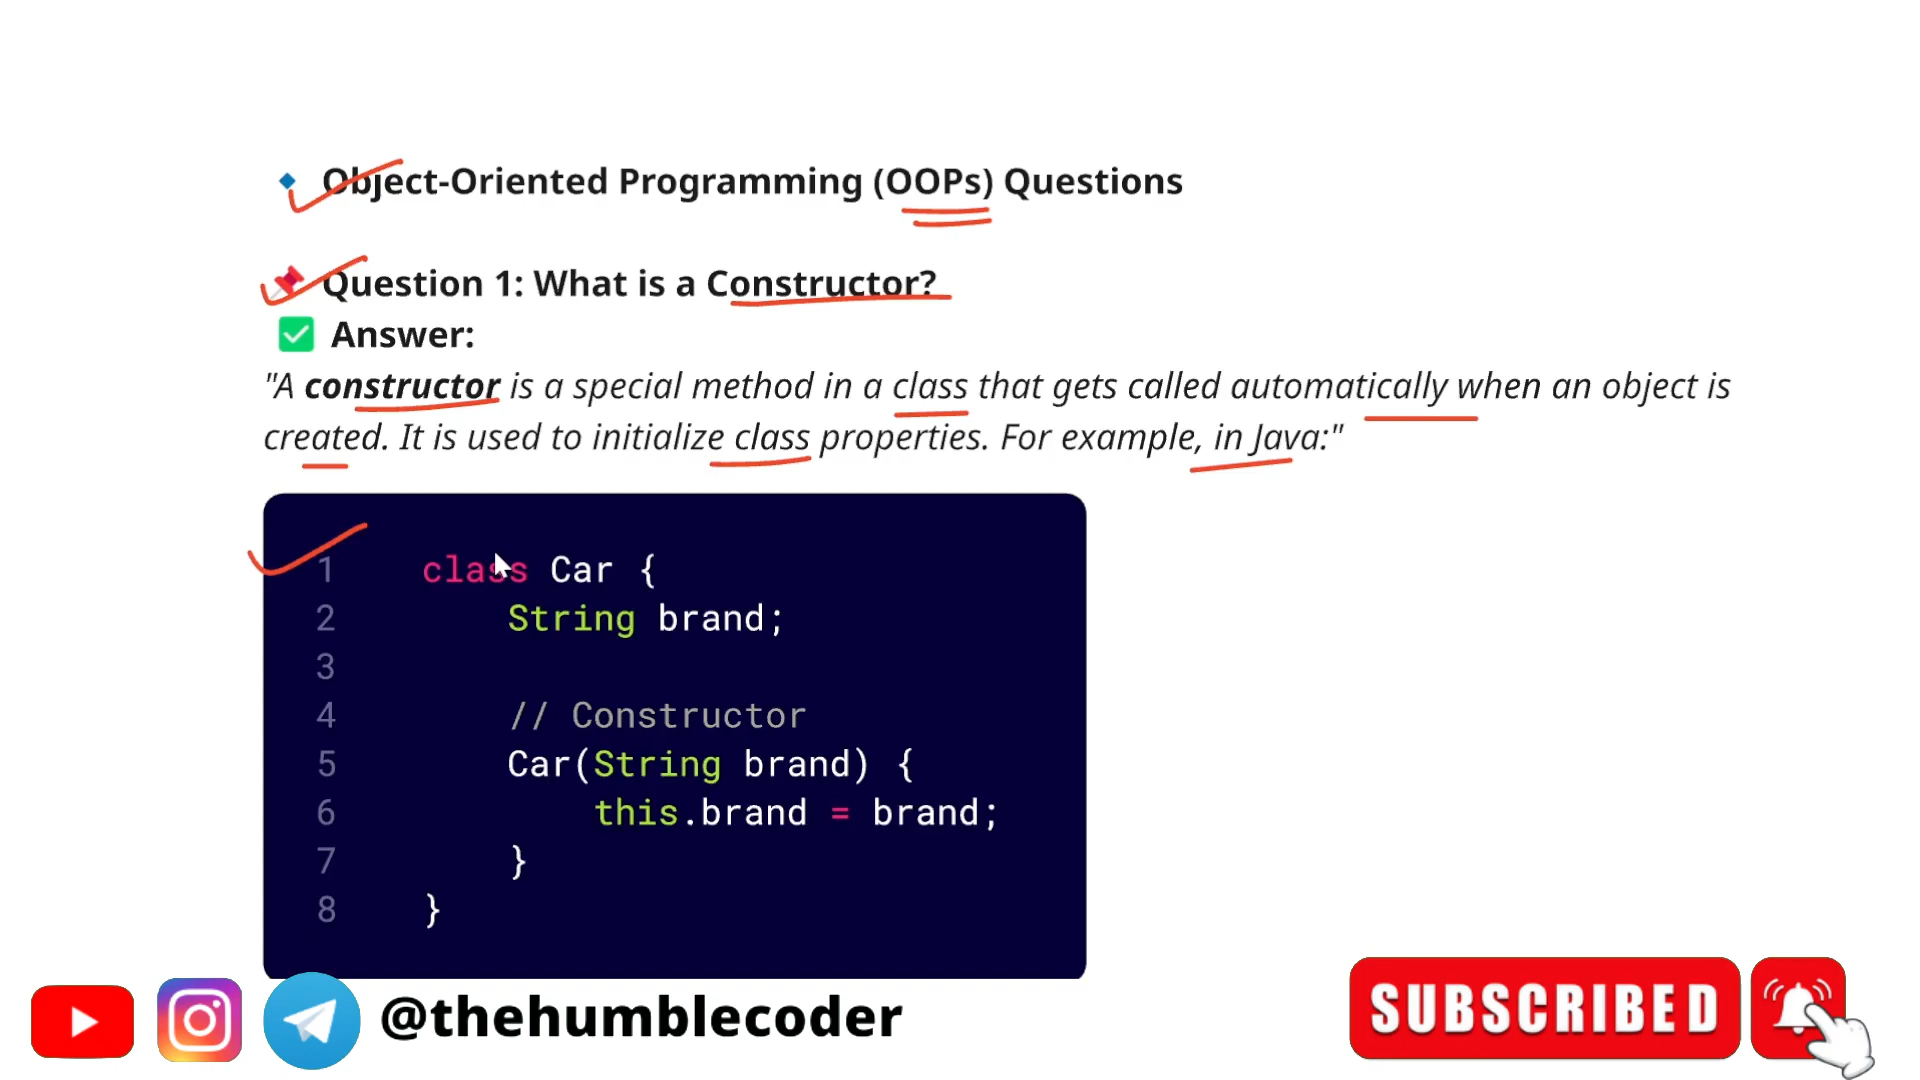 Object-Oriented Programming (OOPs) Questions
Question 1: What is a Constructor?
Answer:
"A constructor is a special method in a class that gets called automatically when an object is
created. It is used to initialize class properties. For example, in Java:"
1 class Car {
2 String brand;
3
4 // Constructor
5 Car(String brand) {
6 this.brand = brand;
7 }
8 }
@thehumblecoder
SUBSCRIBED